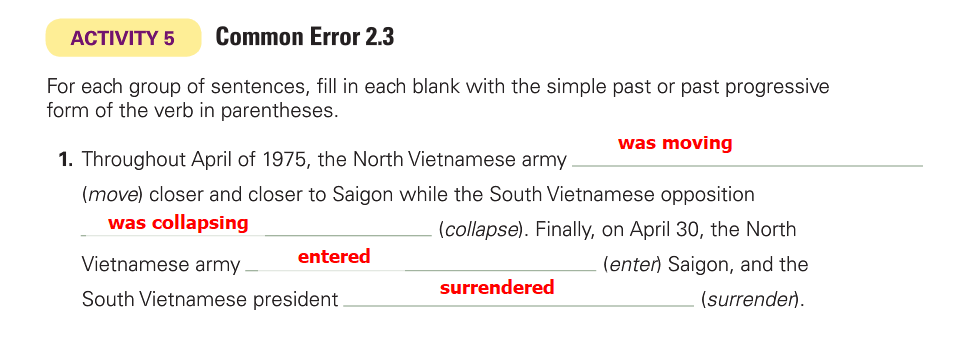 ACTIVITY 5 Common Error 2.3
For each group of sentences, fill in each blank with the simple past or past progressive
form of the verb in parentheses.
1. Throughout April of 1975, the North Vietnamese army was moving
(move) closer and closer to Saigon while the South Vietnamese opposition
was collapsing (collapse). Finally, on April 30, the North
Vietnamese army entered (enter) Saigon, and the
South Vietnamese president surrendered (surrender).